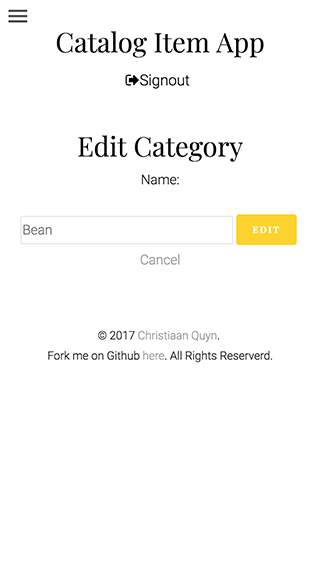 Catalog Item App
Signout
Edit Category
Name:
Bean EDIT
Cancel
© 2017 Christiaan Quyn.
Fork me on Github here. All Rights Reserverd.